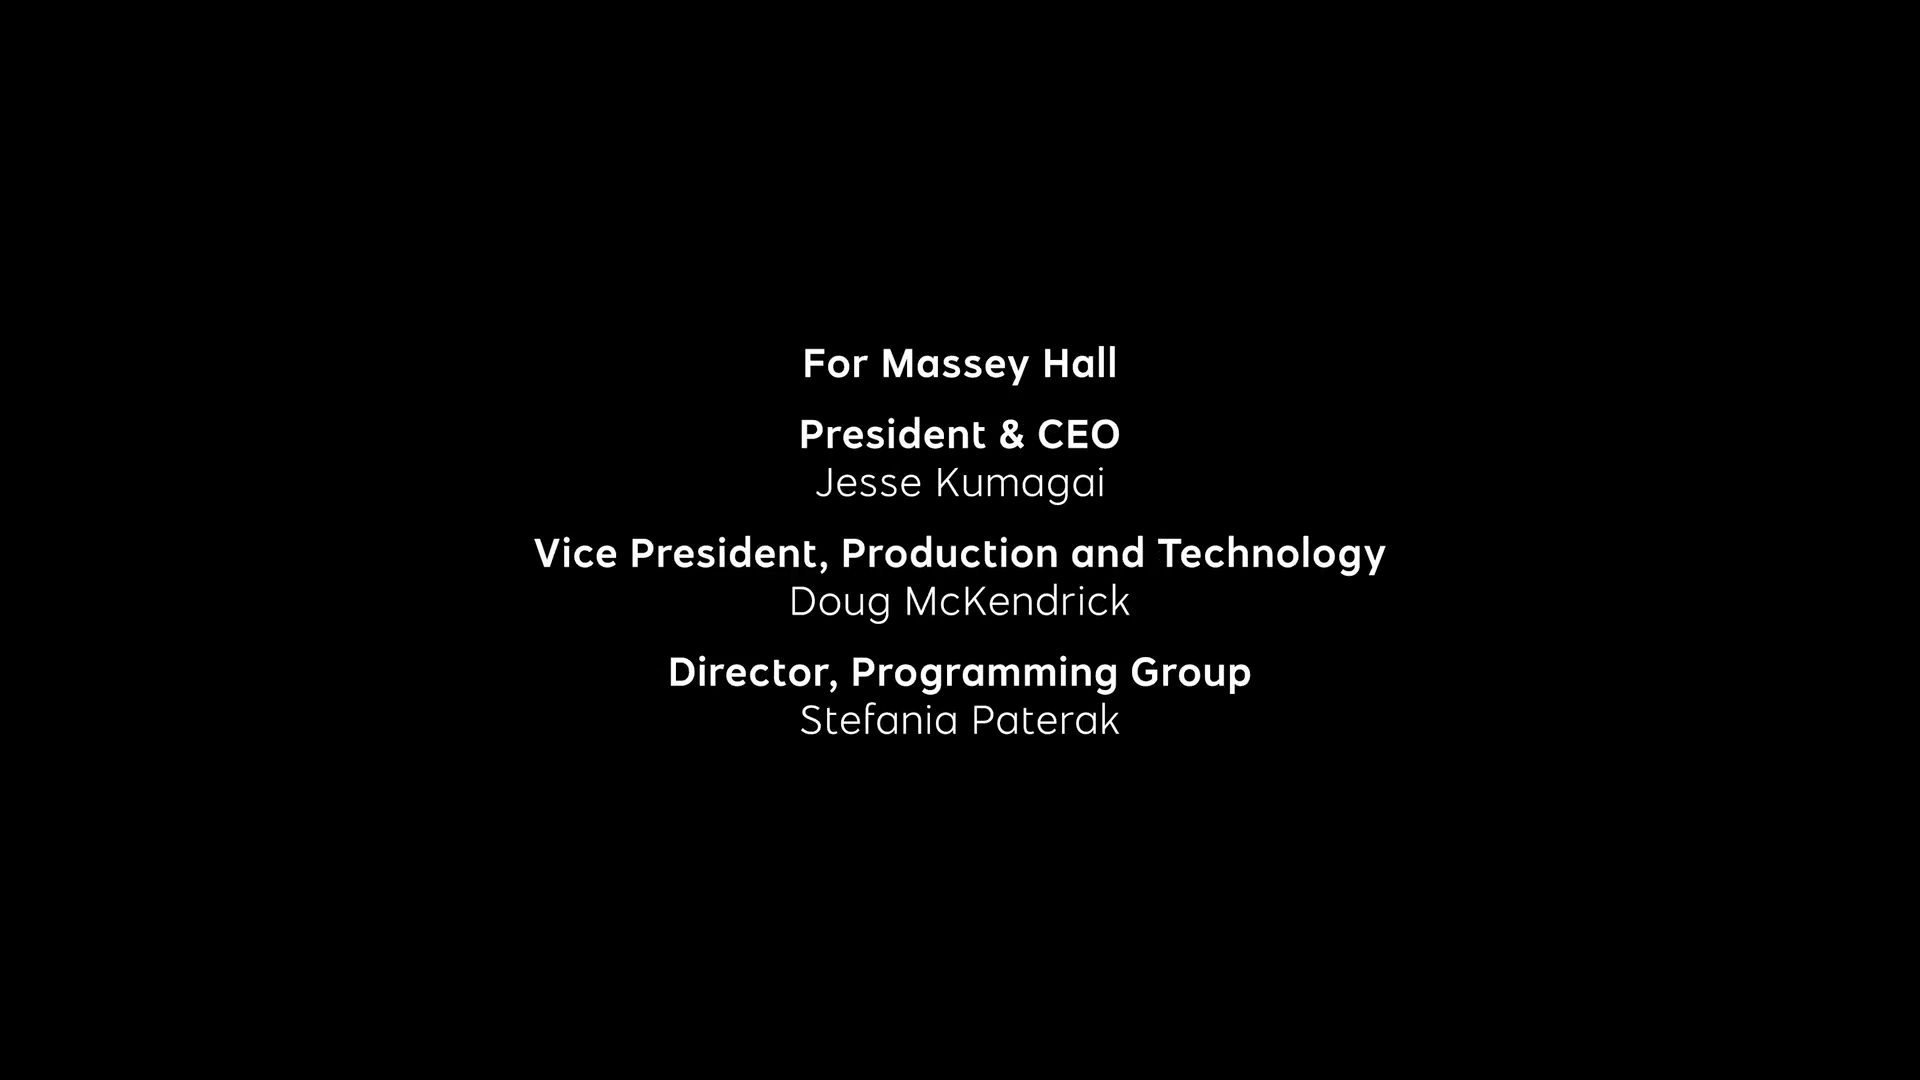 For Massey Hall
President & CEO
Jesse Kumagai
Vice President, Production and Technology
Doug McKendrick
Director, Programming Group
Stefania Paterak